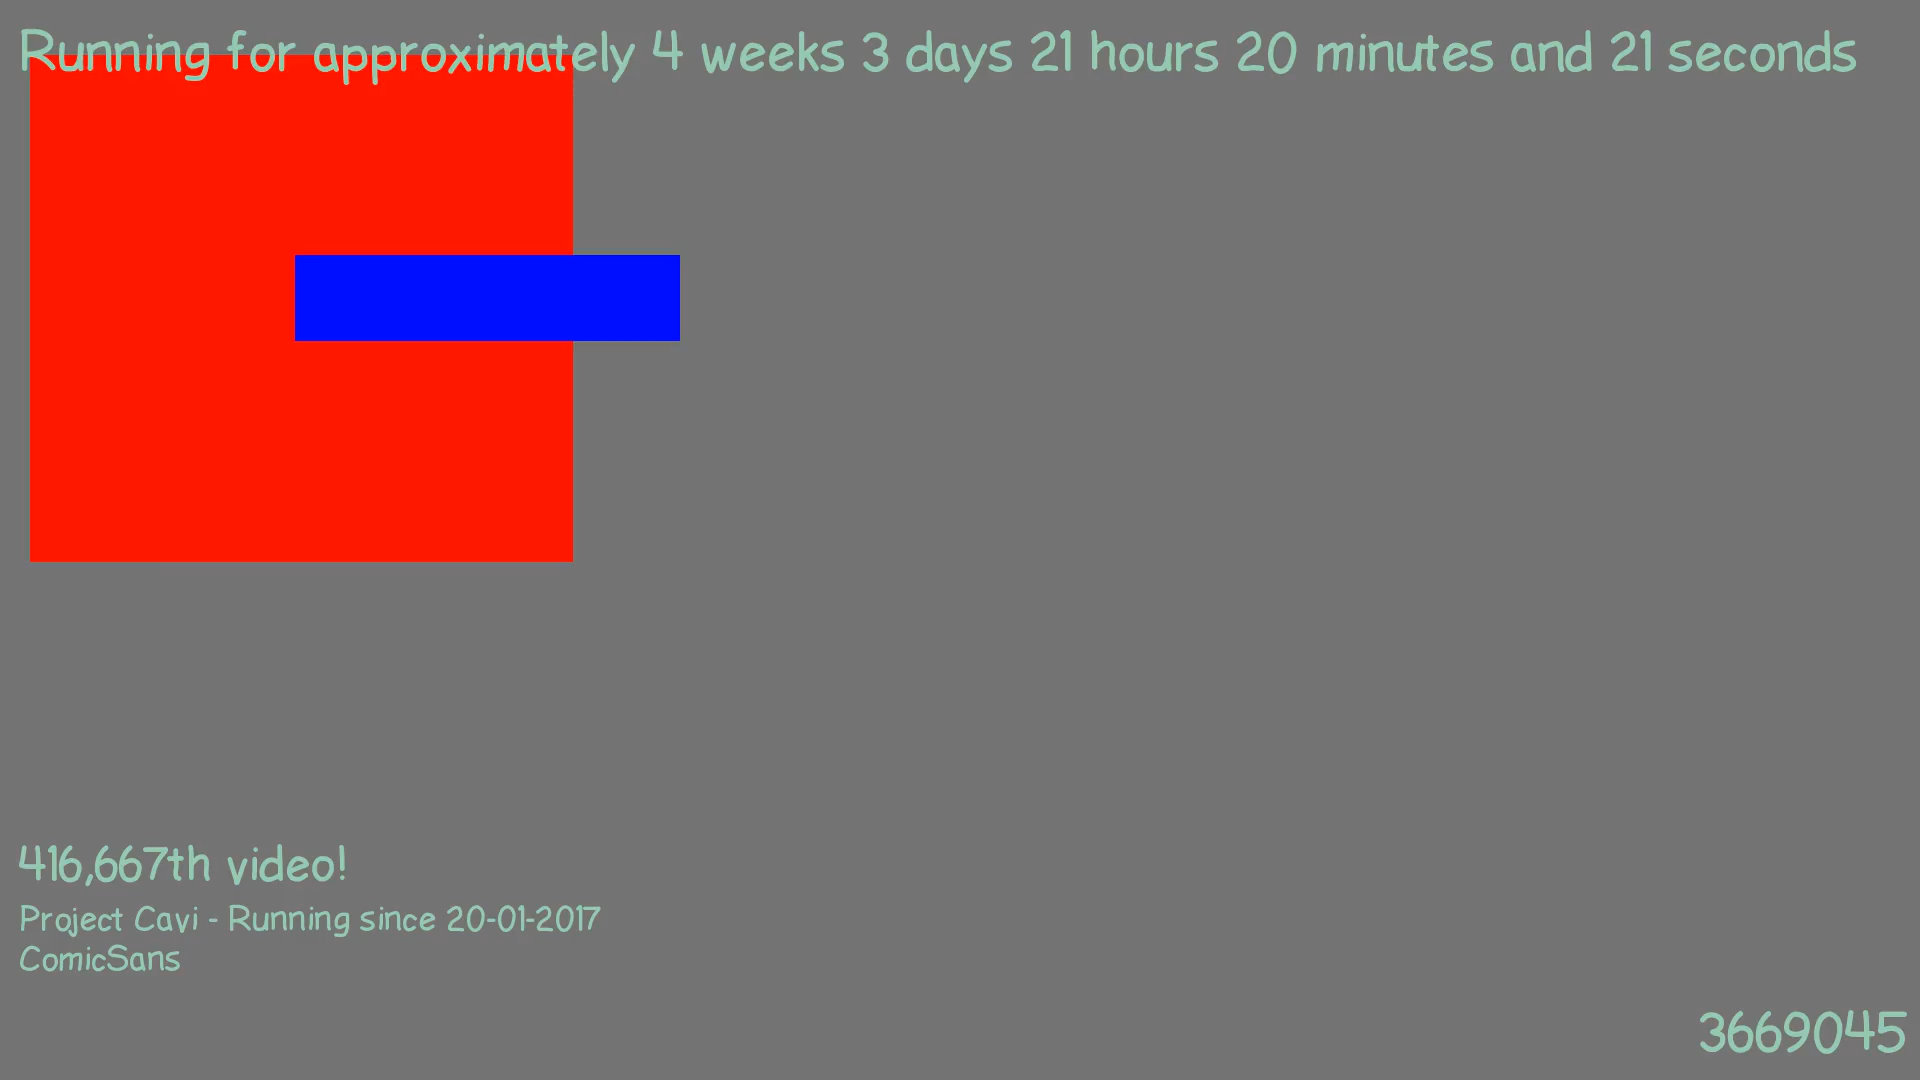 Running for approximately 4 weeks 3 days 21 hours 20 minutes and 21 seconds
416,667th video!
Project Cavi - Running since 20-01-2017
ComicSans
3669045